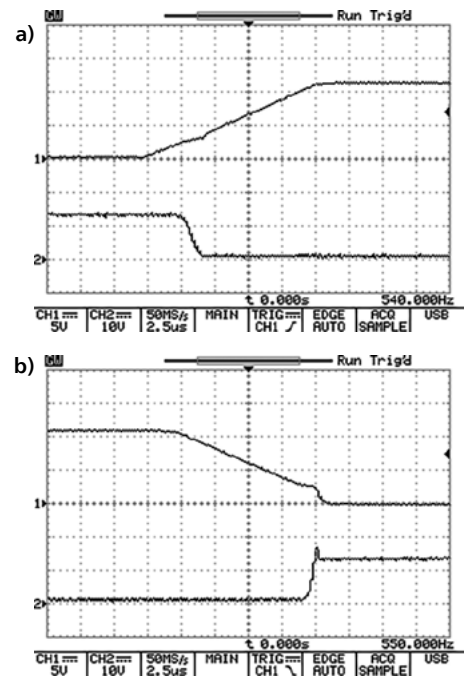 a)
GW Run Trig'd
1
2
t 0.000s 540.000Hz
CH1 CH2 50MS/s MAIN TRIG EDGE ACQ USB
5V 10V 2.5us CH1 AUTO SAMPLE
b)
GW Run Trig'd
1
2
t 0.000s 550.000Hz
CH1 CH2 50MS/s MAIN TRIG EDGE ACQ USB
5V 10V 2.5us CH1 AUTO SAMPLE